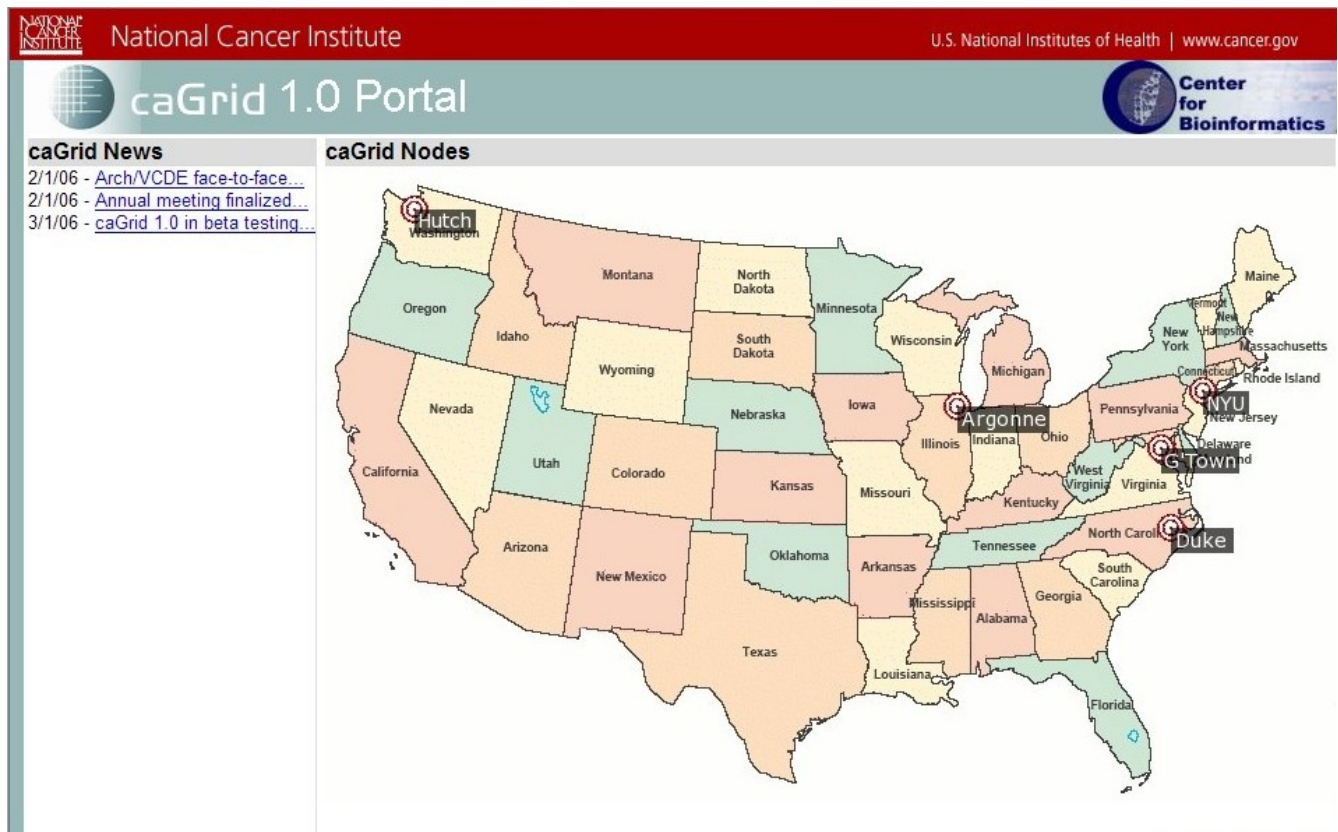 NATIONAL
CANCER
INSTITUTE
National Cancer Institute
U.S. National Institutes of Health | www.cancer.gov
caGrid 1.0 Portal
Center
for
Bioinformatics
caGrid News
2/1/06 - Arch/VCDE face-to-face...
2/1/06 - Annual meeting finalized...
3/1/06 - caGrid 1.0 in beta testing...
caGrid Nodes
Hutch
Washington
Oregon
Idaho
Montana
North
Dakota
South
Dakota
Minnesota
Wisconsin
Michigan
Wyoming
Nevada
California
Utah
Colorado
Nebraska
Iowa
Kansas
Missouri
Illinois
Indiana
Ohio
Argonne
Maine
Vermont
New
Hampshire
New
York
Massachusetts
Connecticut
Rhode Island
Pennsylvania
NYU
New Jersey
Delaware
G'Town
West
Virginia
Virginia
Kentucky
North
Duke
Tennessee
South
Carolina
Arizona
New Mexico
Oklahoma
Arkansas
Texas
Louisiana
Mississippi
Alabama
Georgia
Florida